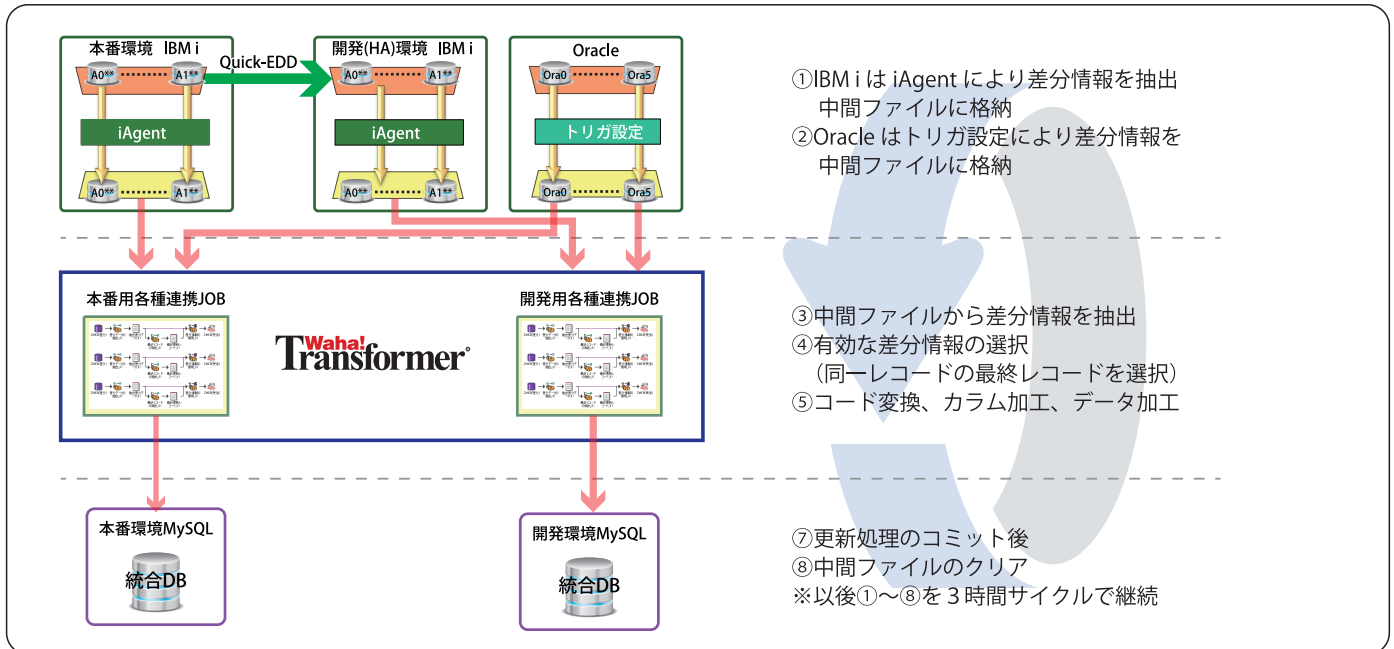 本番環境 IBM i
開発(HA)環境 IBM i
Oracle
Quick-EDD
A0** A1**
A0** A1**
Ora0 Ora5
iAgent
iAgent
トリガ設定
A0** A1**
A0** A1**
Ora0 Ora5
①IBM i は iAgent により差分情報を抽出
中間ファイルに格納
②Oracle はトリガ設定により差分情報を
中間ファイルに格納
本番用各種連携JOB
Waha!
Transformer
開発用各種連携JOB
③中間ファイルから差分情報を抽出
④有効な差分情報の選択
（同一レコードの最終レコードを選択）
⑤コード変換、カラム加工、データ加工
本番環境MySQL
統合DB
開発環境MySQL
統合DB
⑦更新処理のコミット後
⑧中間ファイルのクリア
※以後①～⑧を３時間サイクルで継続